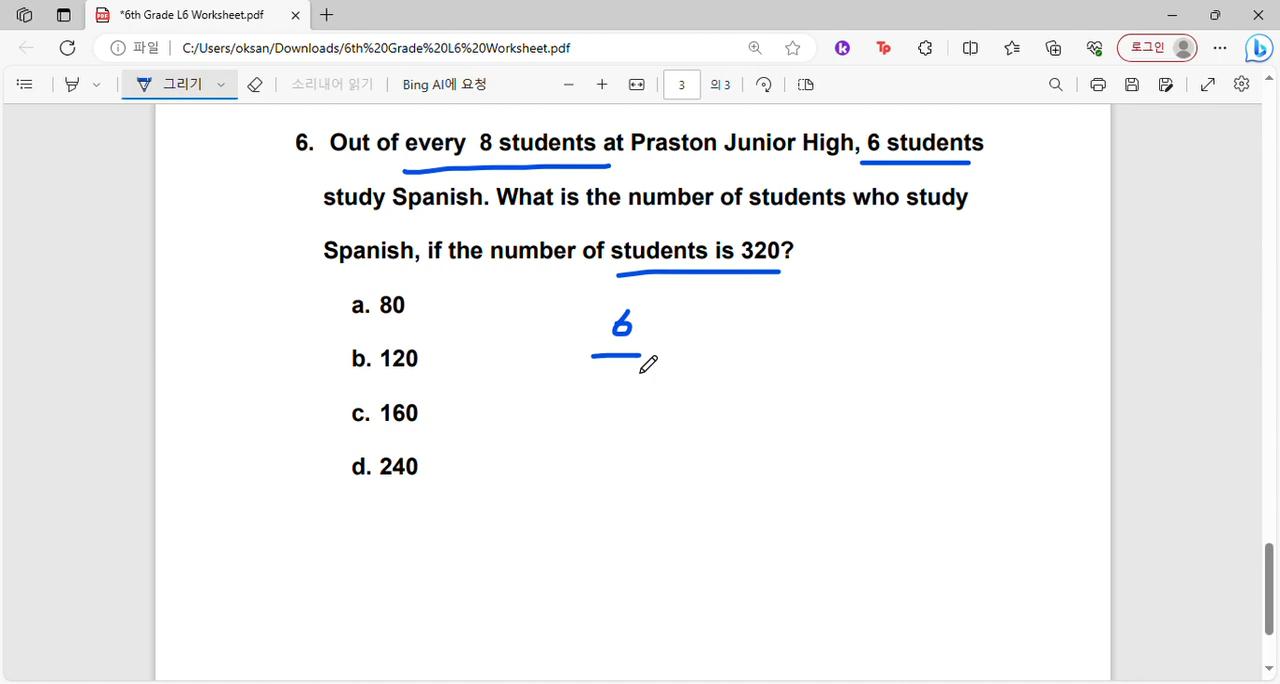 *6th Grade L6 Worksheet.pdf
파일 C:/Users/oksan/Downloads/6th%20Grade%20L6%20Worksheet.pdf
로그인
그리기 소리내어 읽기 Bing AI에 요청 3 의 3
6. Out of every 8 students at Praston Junior High, 6 students
study Spanish. What is the number of students who study
Spanish, if the number of students is 320?
a. 80
6
b. 120
c. 160
d. 240